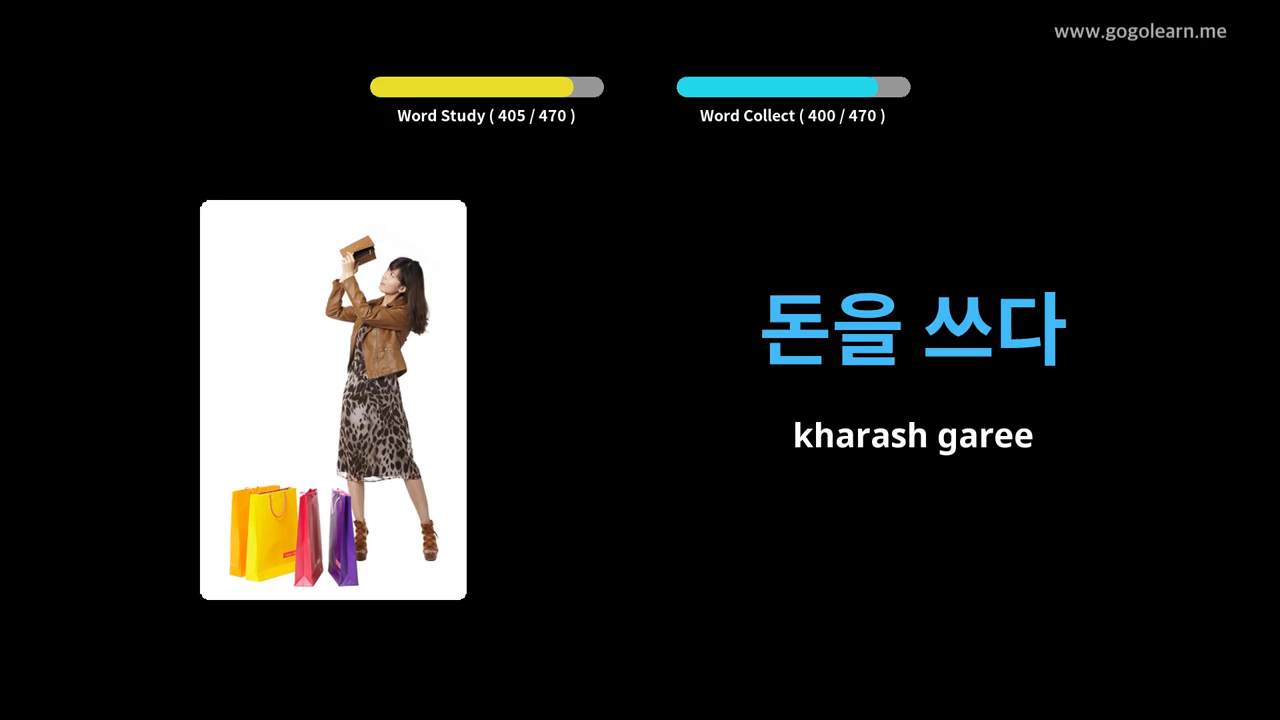 www.gogolearn.me
Word Study ( 405 / 470 )
Word Collect ( 400 / 470 )
돈을 쓰다
kharash garee